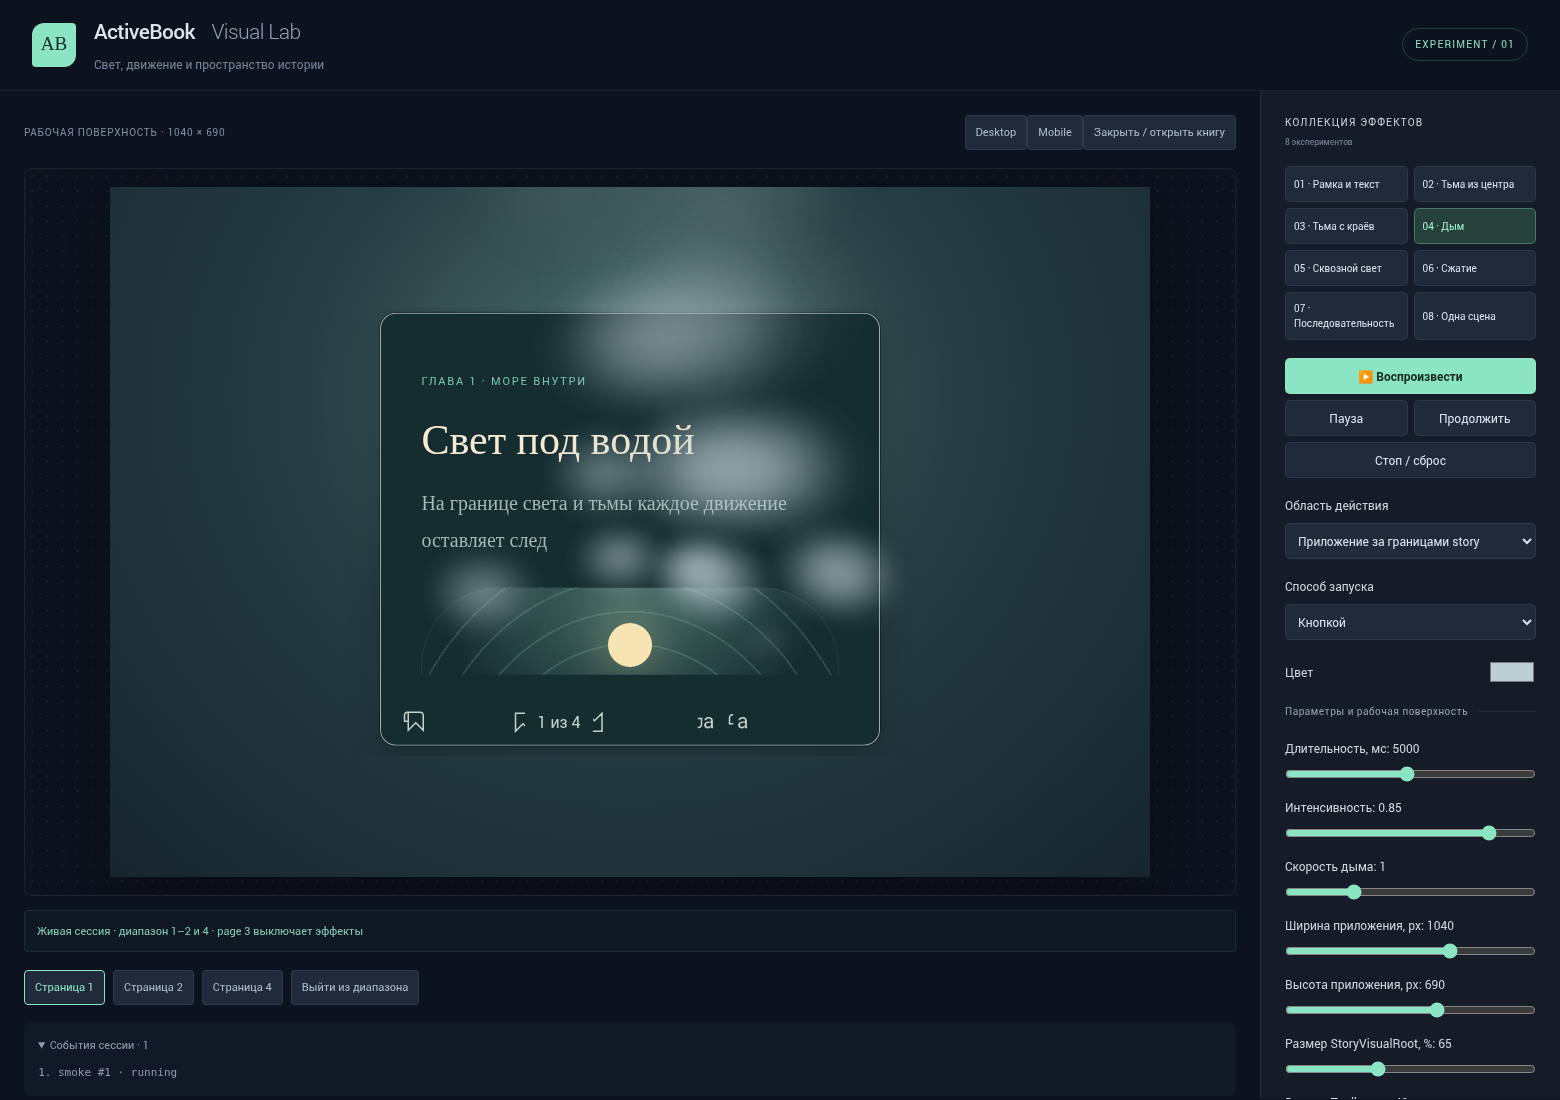 AB
ActiveBook Visual Lab
Свет, движение и пространство истории
EXPERIMENT / 01
РАБОЧАЯ ПОВЕРХНОСТЬ · 1040 × 690
Desktop
Mobile
Закрыть / открыть книгу
ГЛАВА 1 · МОРЕ ВНУТРИ
Свет под водой
На границе света и тьмы каждое движение
оставляет след
1 из 4
Живая сессия · диапазон 1–2 и 4 · page 3 выключает эффекты
Страница 1
Страница 2
Страница 4
Выйти из диапазона
▼ События сессии · 1
1. smoke #1 · running
КОЛЛЕКЦИЯ ЭФФЕКТОВ
8 экспериментов
01 · Рамка и текст
02 · Тьма из центра
03 · Тьма с краёв
04 · Дым
05 · Сквозной свет
06 · Сжатие
07 ·
Последовательность
08 · Одна сцена
▶️ Воспроизвести
Пауза
Продолжить
Стоп / сброс
Область действия
Приложение за границами story
Способ запуска
Кнопкой
Цвет
Параметры и рабочая поверхность
Длительность, мс: 5000
Интенсивность: 0.85
Скорость дыма: 1
Ширина приложения, px: 1040
Высота приложения, px: 690
Размер StoryVisualRoot, %: 65